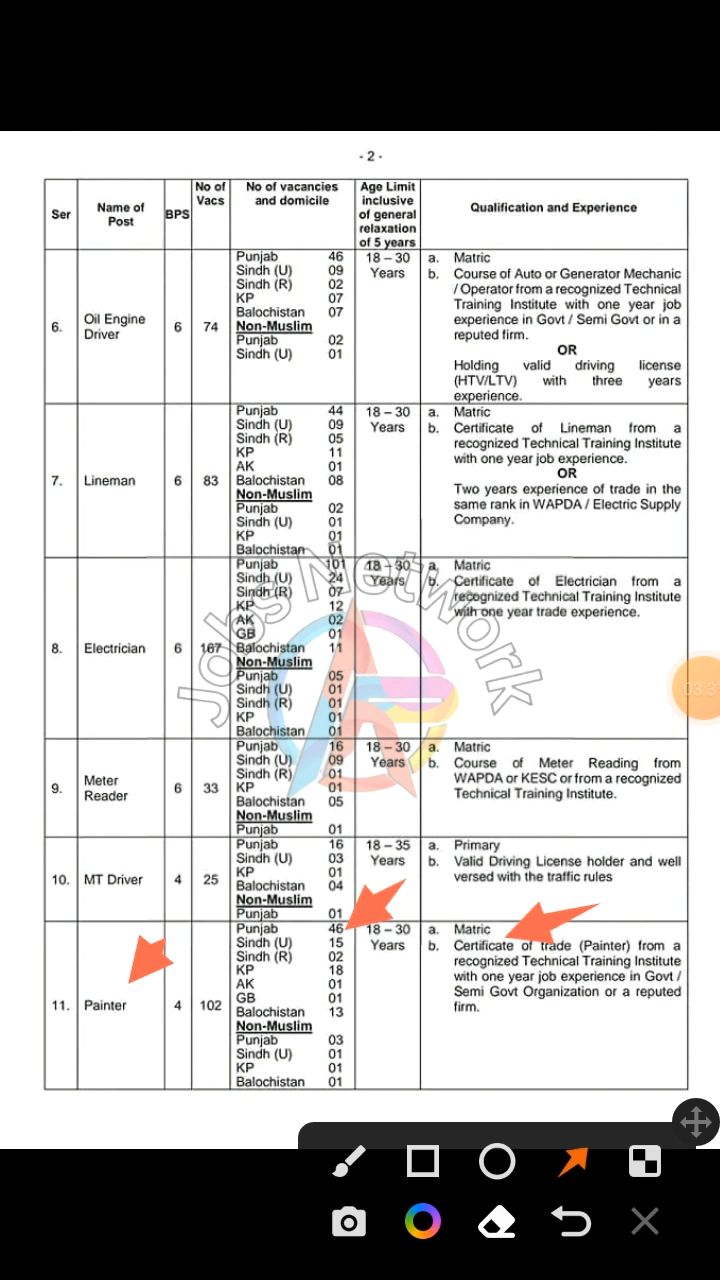 - 2 -
Ser
Name of
Post
BPS
No of
Vacs
No of vacancies
and domicile
Age Limit
inclusive
of general
relaxation
of 5 years
Qualification and Experience
6.
Oil Engine
Driver
6
74
Punjab 46
Sindh (U) 09
Sindh (R) 02
KP 07
Balochistan 07
Non-Muslim
Punjab 02
Sindh (U) 01
18 – 30
Years
a. Matric
b. Course of Auto or Generator Mechanic
/ Operator from a recognized Technical
Training Institute with one year job
experience in Govt / Semi Govt or in a
reputed firm.
OR
Holding valid driving license
(HTV/LTV) with three years
experience.
7.
Lineman
6
83
Punjab 44
Sindh (U) 09
Sindh (R) 05
KP 11
AK 01
Balochistan 08
Non-Muslim
Punjab 02
Sindh (U) 01
KP 01
Balochistan 01
18 – 30
Years
a. Matric
b. Certificate of Lineman from a
recognized Technical Training Institute
with one year job experience.
OR
Two years experience of trade in the
same rank in WAPDA / Electric Supply
Company.
8.
Electrician
6
167
Punjab 101
Sindh (U) 24
Sindh (R) 07
KP 12
AK 02
GB 01
Balochistan 11
Non-Muslim
Punjab 05
Sindh (U) 01
Sindh (R) 01
KP 01
Balochistan 01
18 – 30
Years
a. Matric
b. Certificate of Electrician from a
recognized Technical Training Institute
with one year trade experience.
9.
Meter
Reader
6
33
Punjab 16
Sindh (U) 09
Sindh (R) 01
KP 01
Balochistan 05
Non-Muslim
Punjab 01
18 – 30
Years
a. Matric
b. Course of Meter Reading from
WAPDA or KESC or from a recognized
Technical Training Institute.
10.
MT Driver
4
25
Punjab 16
Sindh (U) 03
KP 01
Balochistan 04
Non-Muslim
Punjab 01
18 – 35
Years
a. Primary
b. Valid Driving License holder and well
versed with the traffic rules
11.
Painter
4
102
Punjab 46
Sindh (U) 15
Sindh (R) 02
KP 18
AK 01
GB 01
Balochistan 13
Non-Muslim
Punjab 03
Sindh (U) 01
KP 01
Balochistan 01
18 – 30
Years
a. Matric
b. Certificate of trade (Painter) from a
recognized Technical Training Institute
with one year job experience in Govt /
Semi Govt Organization or a reputed
firm.
Jobs Network